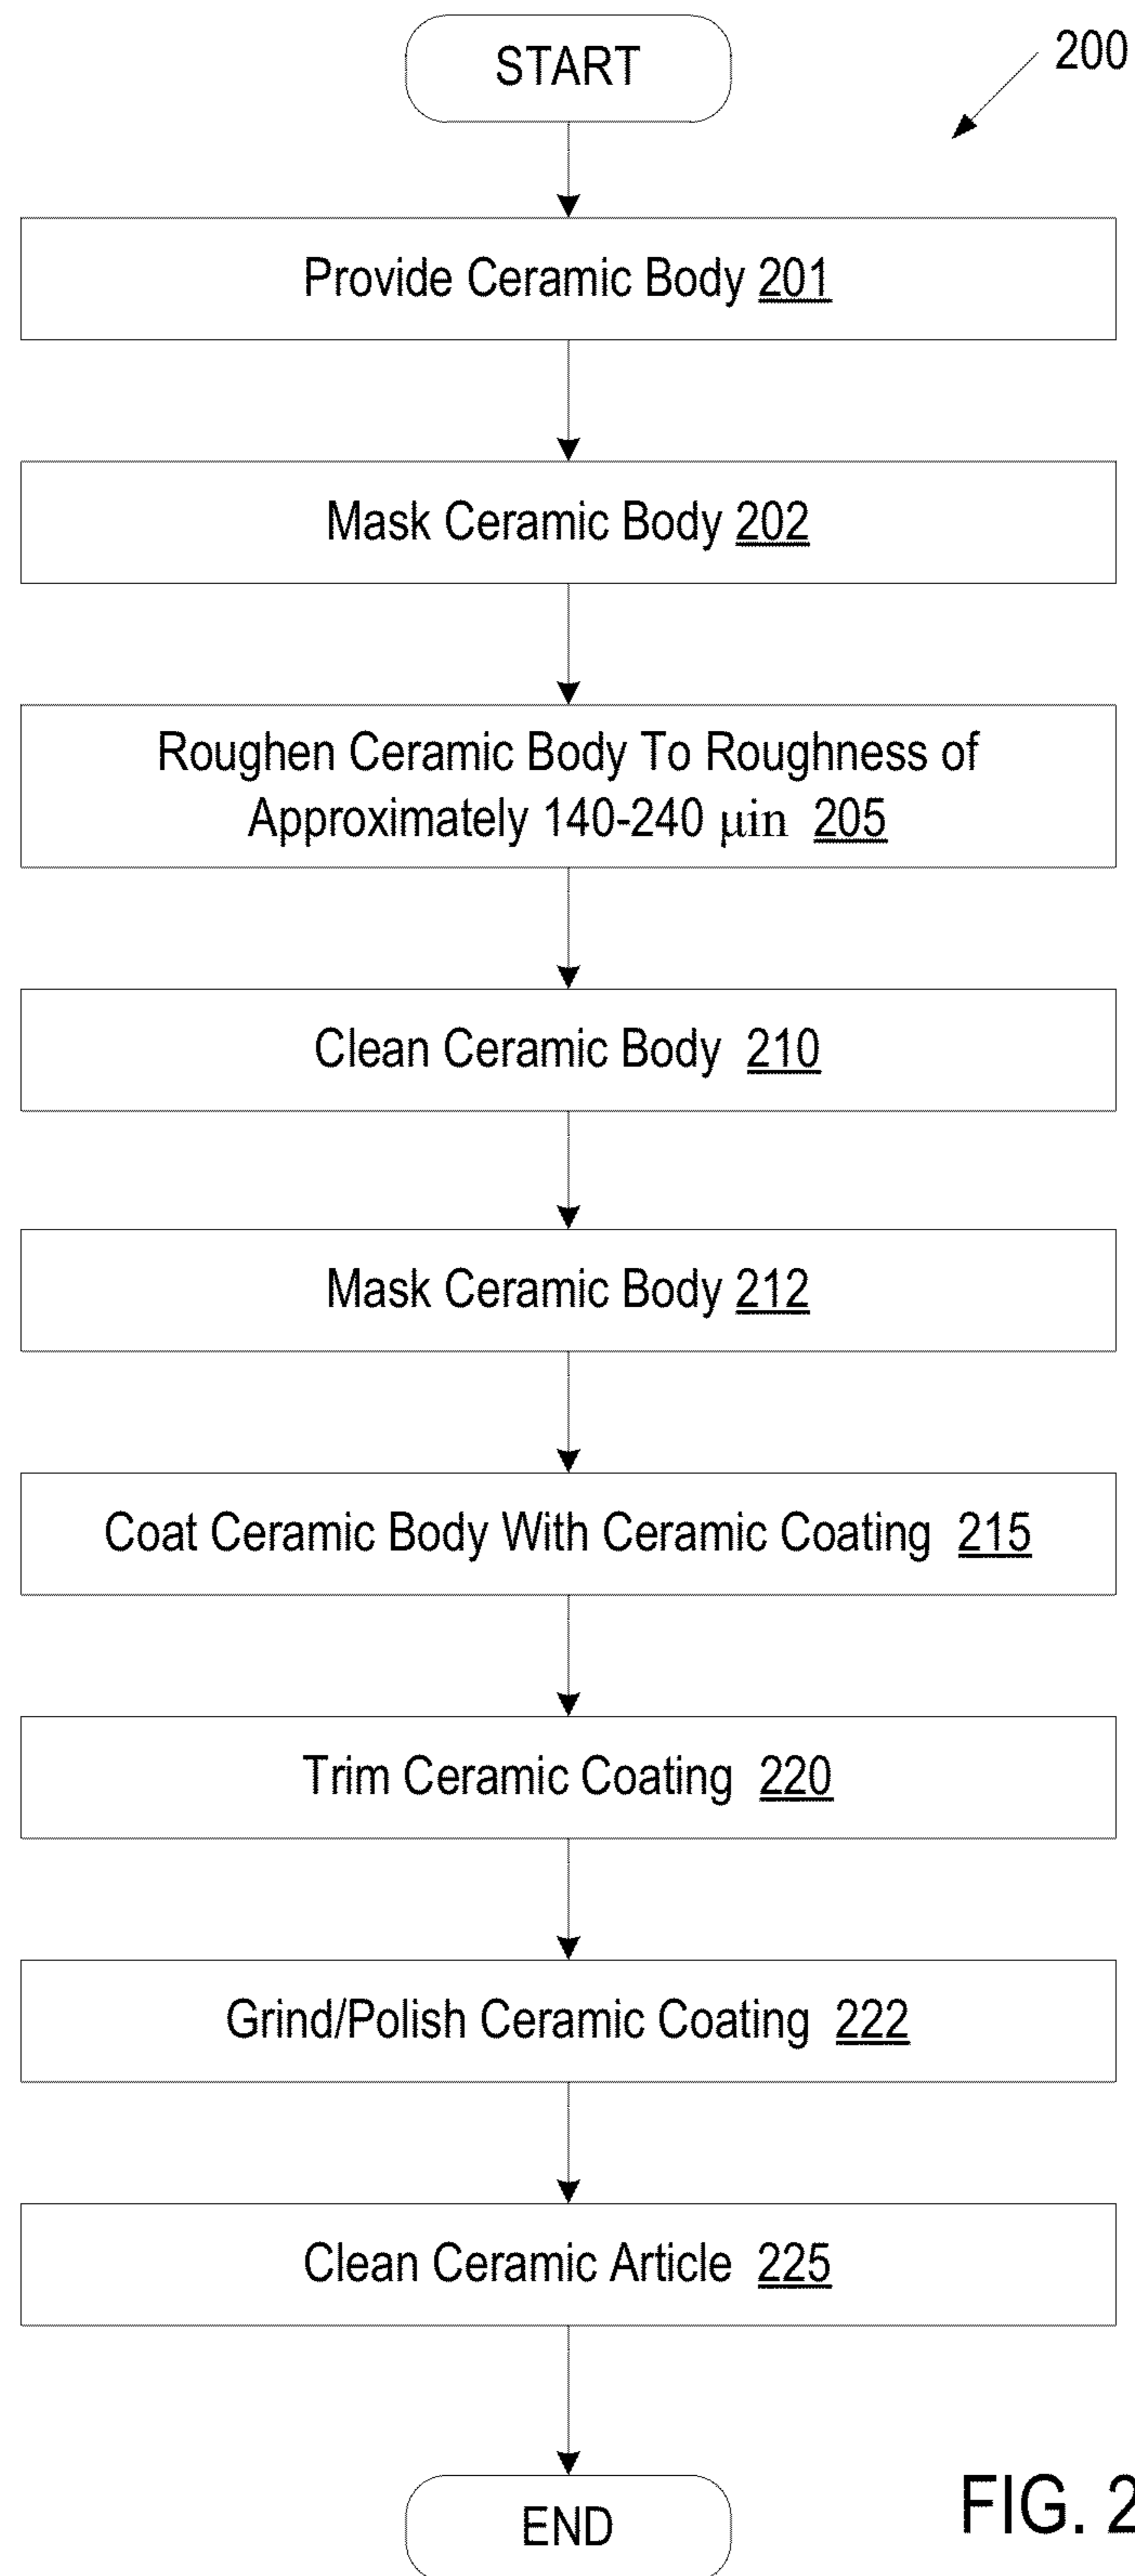 START
200
Provide Ceramic Body 201
Mask Ceramic Body 202
Roughen Ceramic Body To Roughness of
Approximately 140-240 μin 205
Clean Ceramic Body 210
Mask Ceramic Body 212
Coat Ceramic Body With Ceramic Coating 215
Trim Ceramic Coating 220
Grind/Polish Ceramic Coating 222
Clean Ceramic Article 225
END
FIG. 2